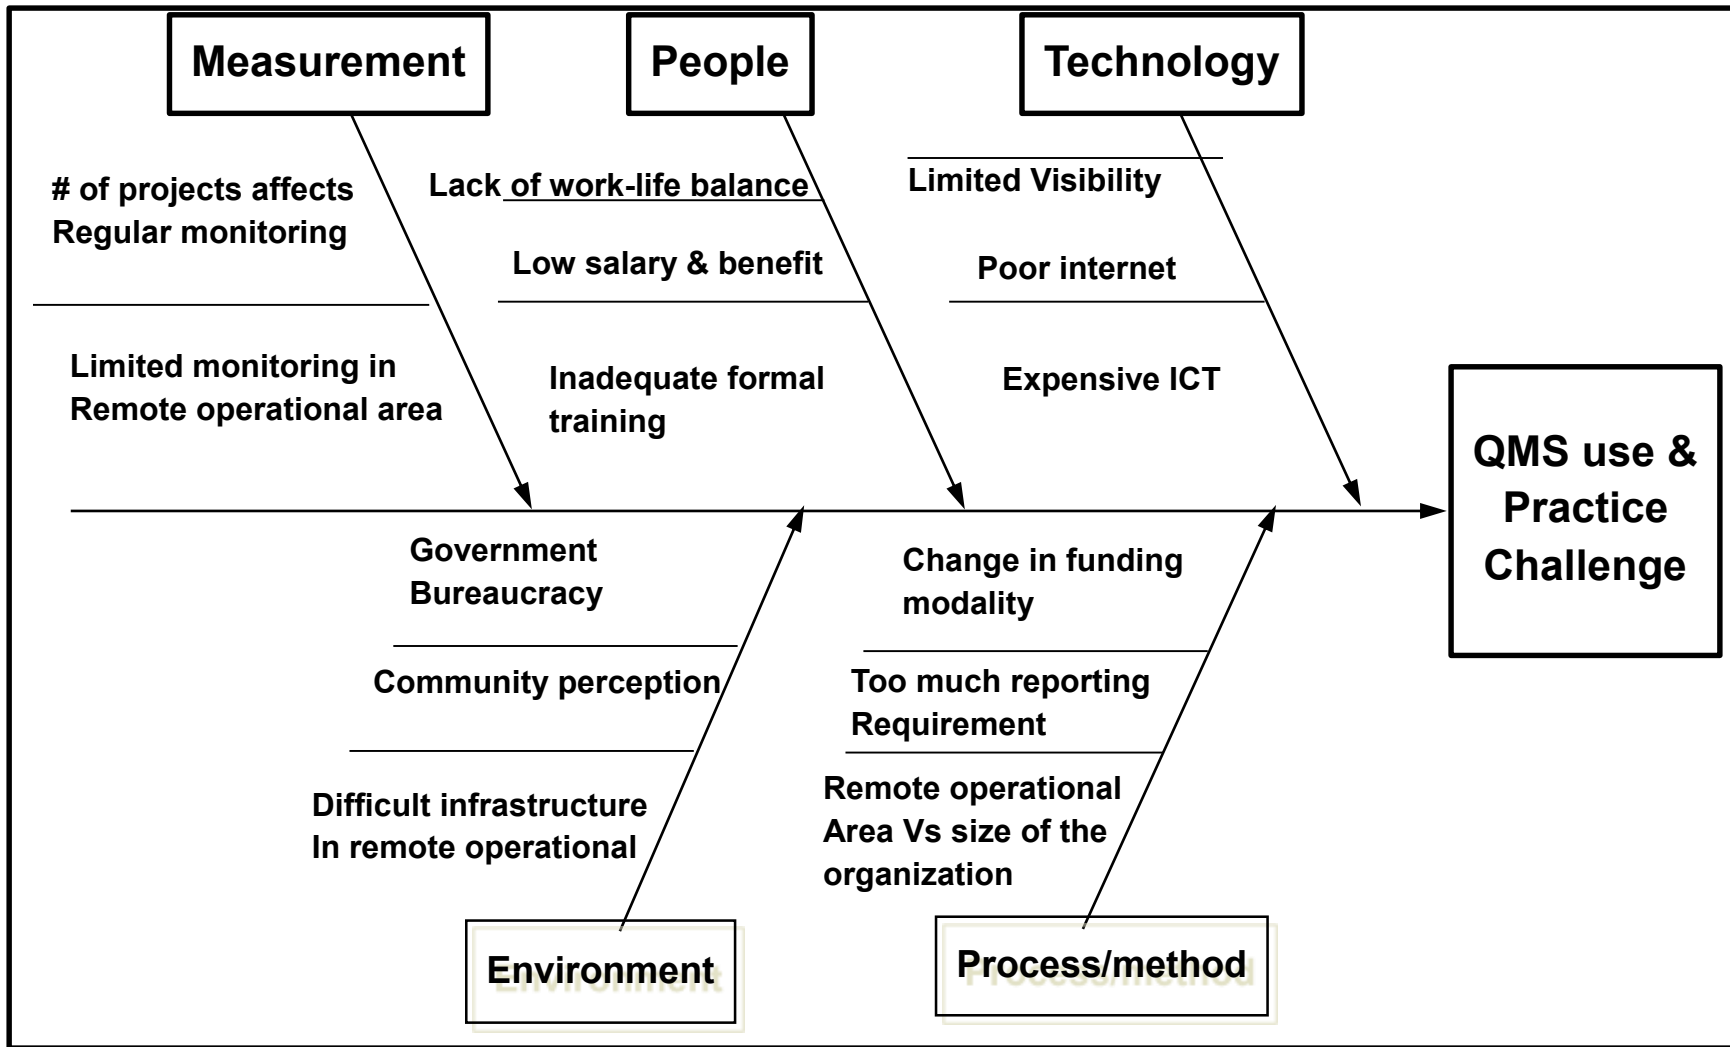 Measurement
People
Technology
# of projects affects
Regular monitoring
Limited monitoring in
Remote operational area
Lack of work-life balance
Low salary & benefit
Inadequate formal
training
Limited Visibility
Poor internet
Expensive ICT
QMS use &
Practice
Challenge
Government
Bureaucracy
Community perception
Difficult infrastructure
In remote operational
Change in funding
modality
Too much reporting
Requirement
Remote operational
Area Vs size of the
organization
Environment
Process/method